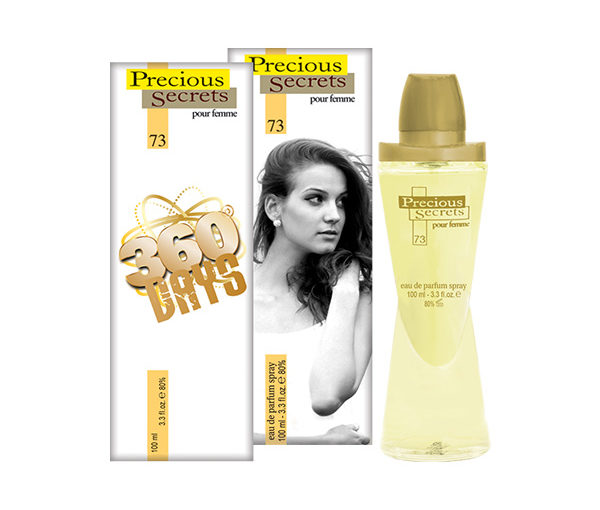 Precious
Secrets
pour femme
73
360°
DAYS
100 ml 3.3 fl.oz. ℮ 80%
Precious
Secrets
pour femme
73
eau de parfum spray
100 ml - 3.3 fl.oz. ℮ 80%
Precious
Secrets
pour femme
73
eau de parfum spray
100 ml - 3.3 fl.oz. ℮
80%